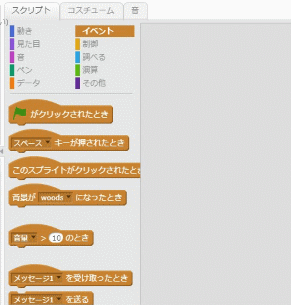 スクリプト コスチューム 音
動き イベント
見た目 制御
音 調べる
ペン 演算
データ その他
がクリックされたとき
スペース キーが押されたとき
このスプライトがクリックされたとき
背景が woods になったとき
音量 > 10 のとき
メッセージ1 を受け取ったとき
メッセージ1 を送る